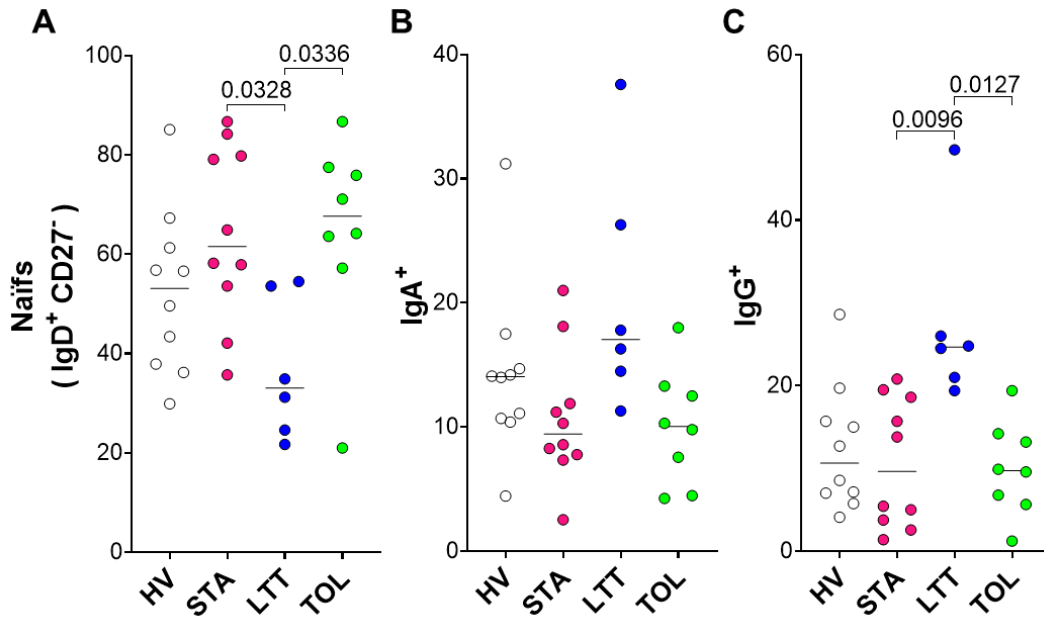 A
Naïfs
( IgD⁺ CD27⁻ )
100
80
60
40
20
0
0.0328
0.0336
HV
STA
LTT
TOL
B
IgA⁺
40
30
20
10
0
HV
STA
LTT
TOL
C
IgG⁺
60
40
20
0
0.0096
0.0127
HV
STA
LTT
TOL